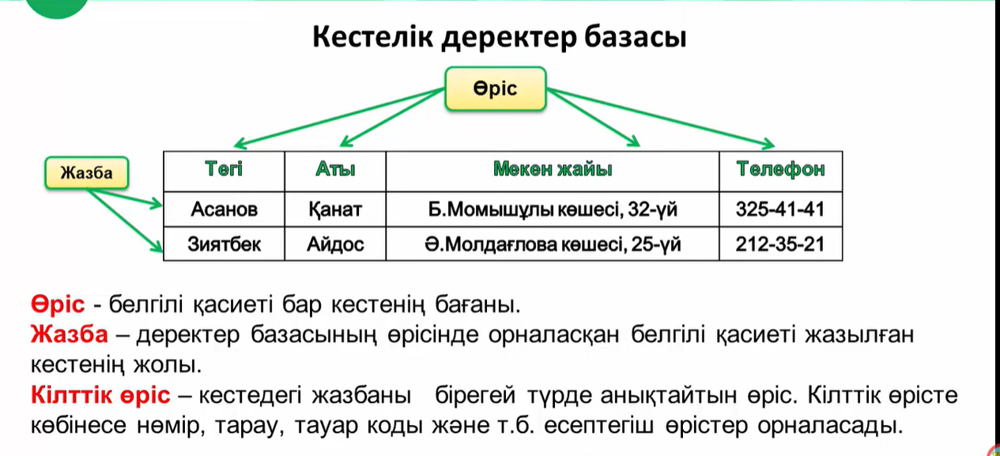 Кестелік деректер базасы
Өріс
Жазба
Тегі Аты Мекен жайы Телефон
Асанов Қанат Б.Момышұлы көшесі, 32-үй 325-41-41
Зиятбек Айдос Ә.Молдағлова көшесі, 25-үй 212-35-21
Өріс - белгілі қасиеті бар кестенің бағаны.
Жазба – деректер базасының өрісінде орналасқан белгілі қасиеті жазылған
кестенің жолы.
Кілттік өріс – кестедегі жазбаны бірегей түрде анықтайтын өріс. Кілттік өрісте
көбінесе нөмір, тарау, тауар коды және т.б. есептегіш өрістер орналасады.